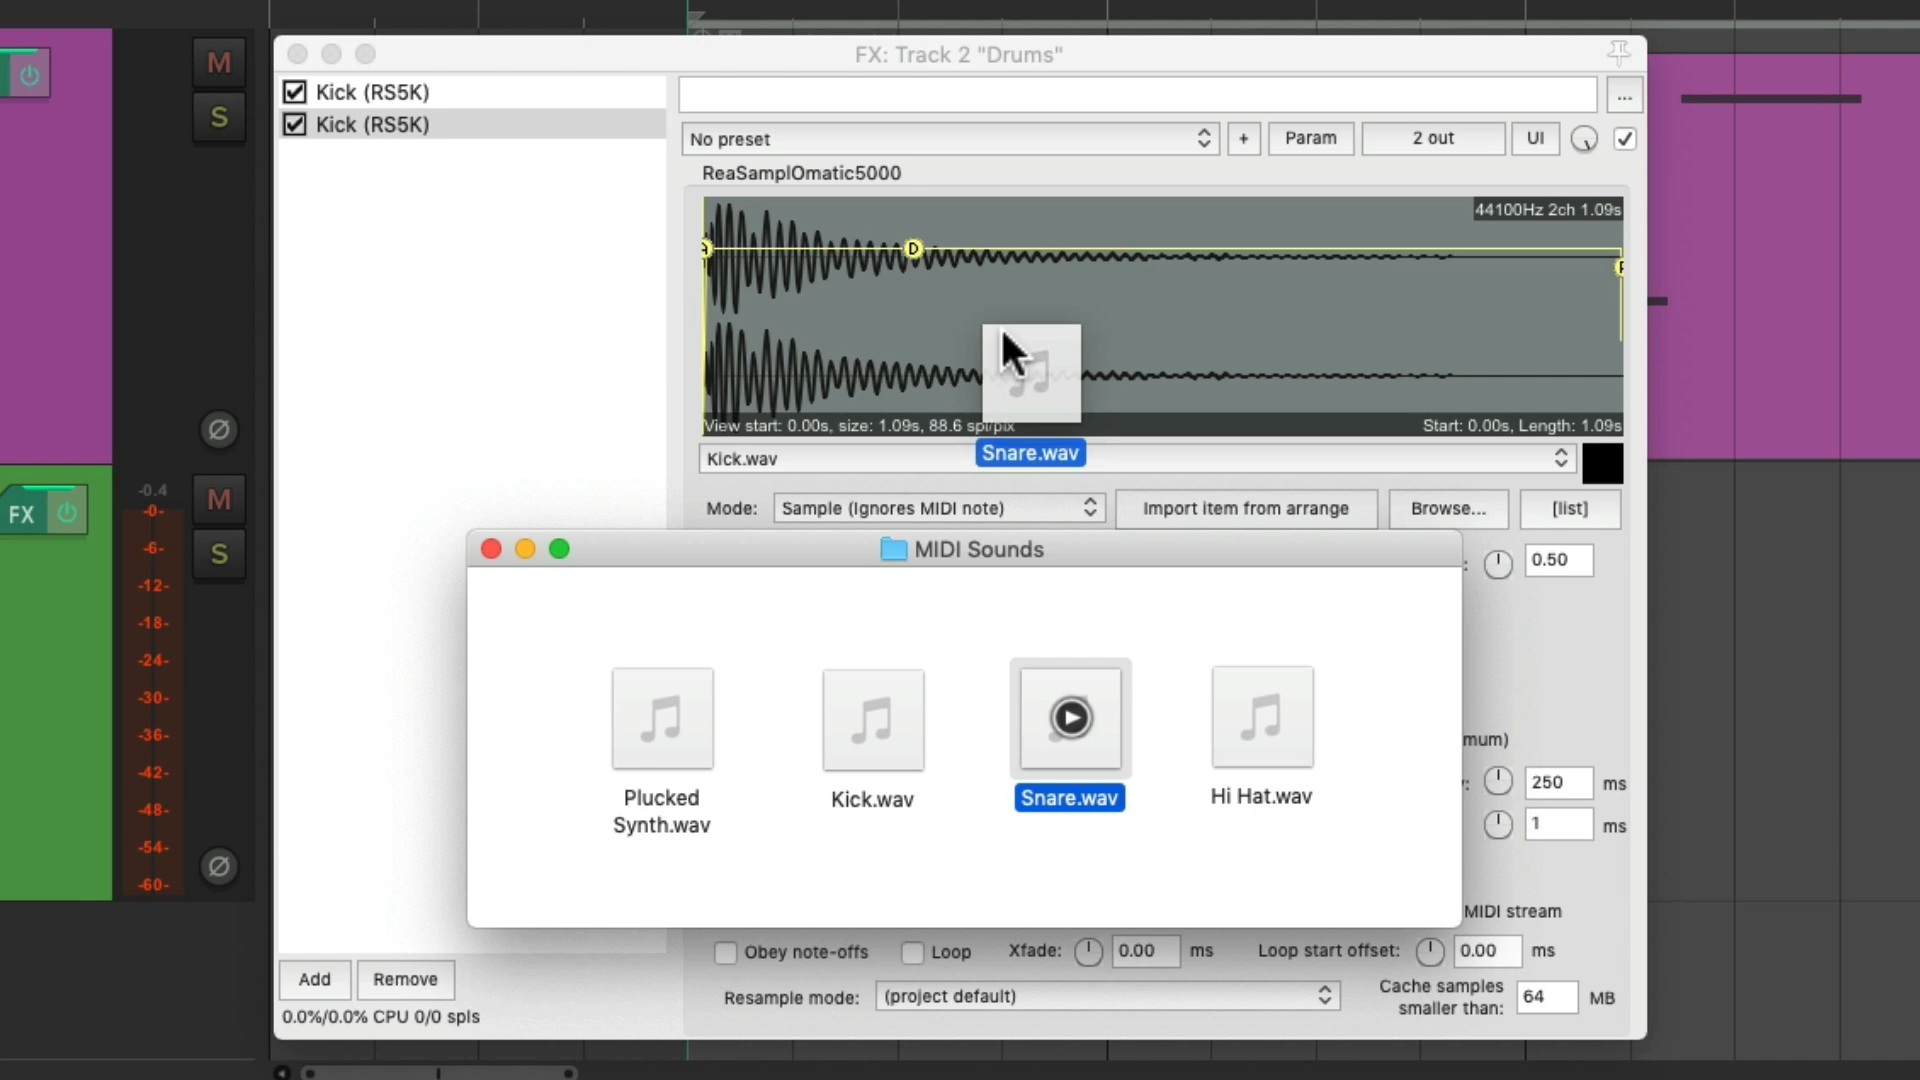 FX: Track 2 "Drums"
Kick (RS5K)
Kick (RS5K)
...
No preset
+
Param
2 out
UI
ReaSamplOmatic5000
44100Hz 2ch 1.09s
D
View start: 0.00s, size: 1.09s, 88.6 spl/pix
Start: 0.00s, Length: 1.09s
Snare.wav
Kick.wav
Mode:
Sample (Ignores MIDI note)
Import item from arrange
Browse...
[list]
MIDI Sounds
0.50
Plucked
Synth.wav
Kick.wav
Snare.wav
Hi Hat.wav
mum)
250
ms
1
ms
MIDI stream
Obey note-offs
Loop
Xfade:
0.00
ms
Loop start offset:
0.00
ms
Resample mode:
(project default)
Cache samples
smaller than:
64
MB
Add
Remove
0.0%/0.0% CPU 0/0 spls
M
S
FX
M
S
-0.4
-0-
-6-
-12-
-18-
-24-
-30-
-36-
-42-
-48-
-54-
-60-